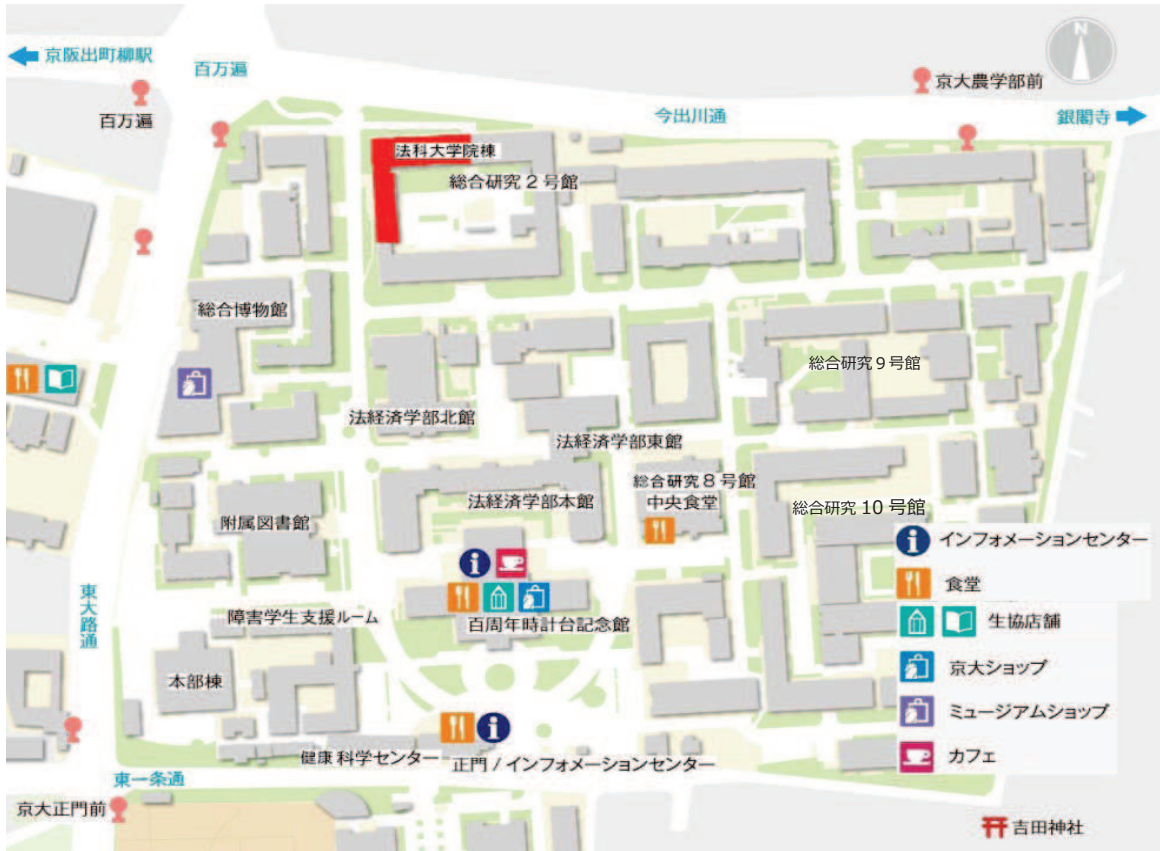 N
京阪出町柳駅
百万遍
京大農学部前
百万遍
今出川通
銀閣寺
法科大学院棟
総合研究 2 号館
総合博物館
総合研究 9 号館
法経済学部北館
法経済学部東館
総合研究 8 号館
中央食堂
法経済学部本館
総合研究 10 号館
附属図書館
インフォメーションセンター
食堂
東大路通
障害学生支援ルーム
百周年時計台記念館
生協店舗
京大ショップ
本部棟
ミュージアムショップ
健康科学センター
正門 / インフォメーションセンター
カフェ
東一条通
京大正門前
吉田神社